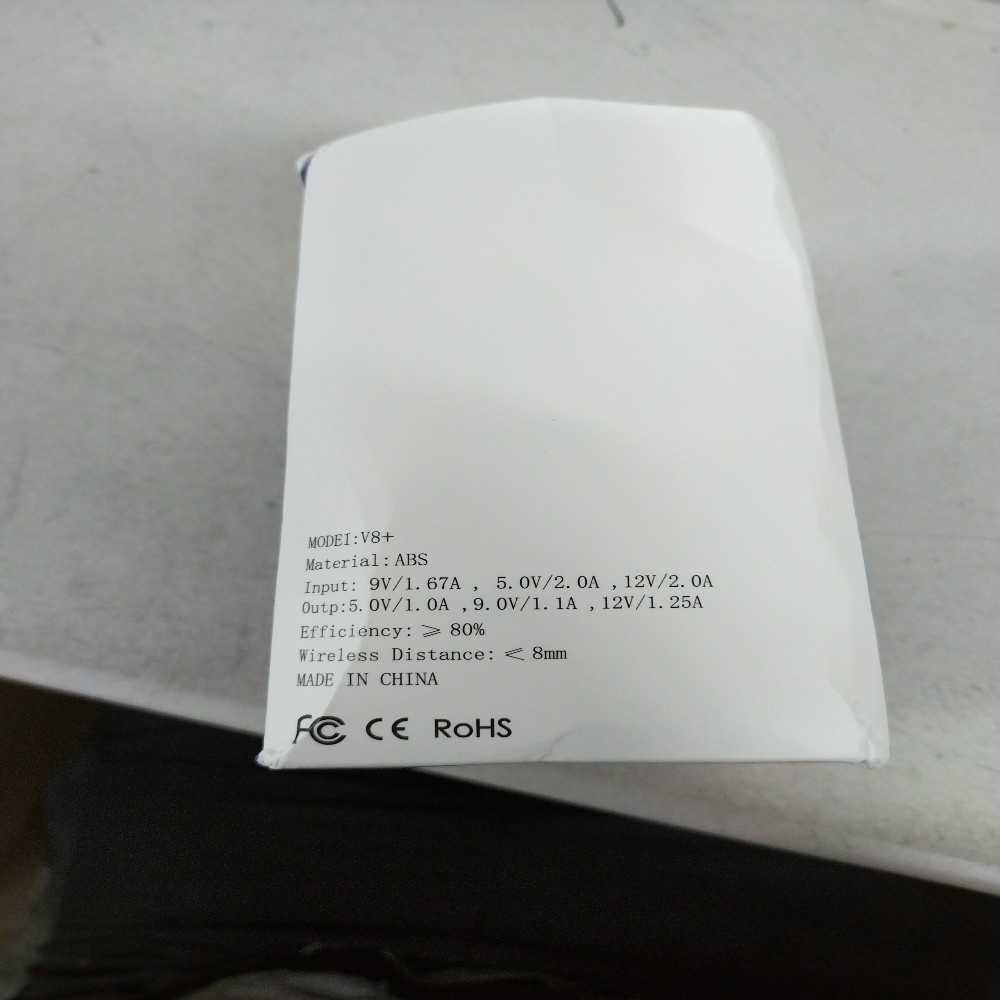 MODEI:V8+
Material:ABS
Input: 9V/1.67A , 5.0V/2.0A ,12V/2.0A
Outp:5.0V/1.0A ,9.0V/1.1A ,12V/1.25A
Efficiency: ⩾ 80%
Wireless Distance: ⩽ 8mm
MADE IN CHINA
FC CE RoHS